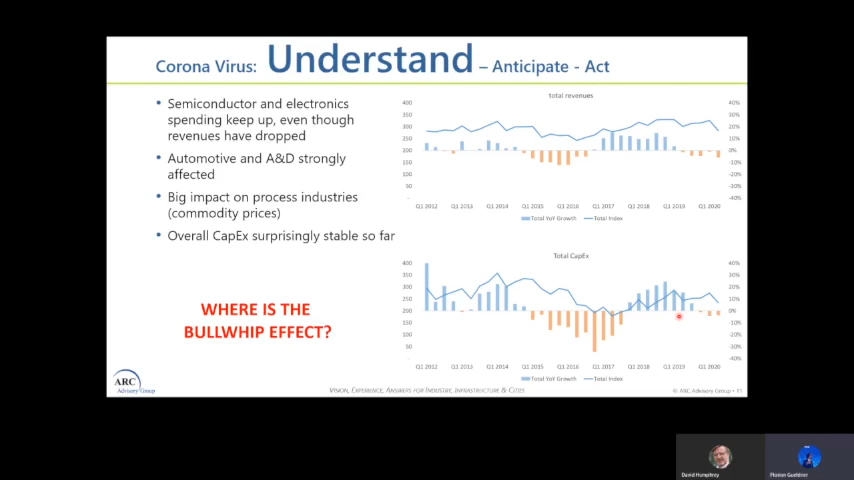 Corona Virus: Understand – Anticipate - Act
• Semiconductor and electronics
spending keep up, even though
revenues have dropped
• Automotive and A&D strongly
affected
• Big impact on process industries
(commodity prices)
• Overall CapEx surprisingly stable so far
WHERE IS THE
BULLWHIP EFFECT?
total revenues
400 40%
350 30%
300 20%
250 10%
200 0%
150 -10%
100 -20%
50 -30%
- -40%
Q1 2012 Q1 2013 Q1 2014 Q1 2015 Q1 2016 Q1 2017 Q1 2018 Q1 2019 Q1 2020
Total YoY Growth Total Index
Total CapEx
400 40%
350 30%
300 20%
250 10%
200 0%
150 -10%
100 -20%
50 -30%
- -40%
Q1 2012 Q1 2013 Q1 2014 Q1 2015 Q1 2016 Q1 2017 Q1 2018 Q1 2019 Q1 2020
Total YoY Growth Total Index
ARC
Advisory Group
VISION, EXPERIENCE, ANSWERS FOR INDUSTRY, INFRASTRUCTURE & CITIES
© ARC Advisory Group •
David Humphrey
Florian Gueldner